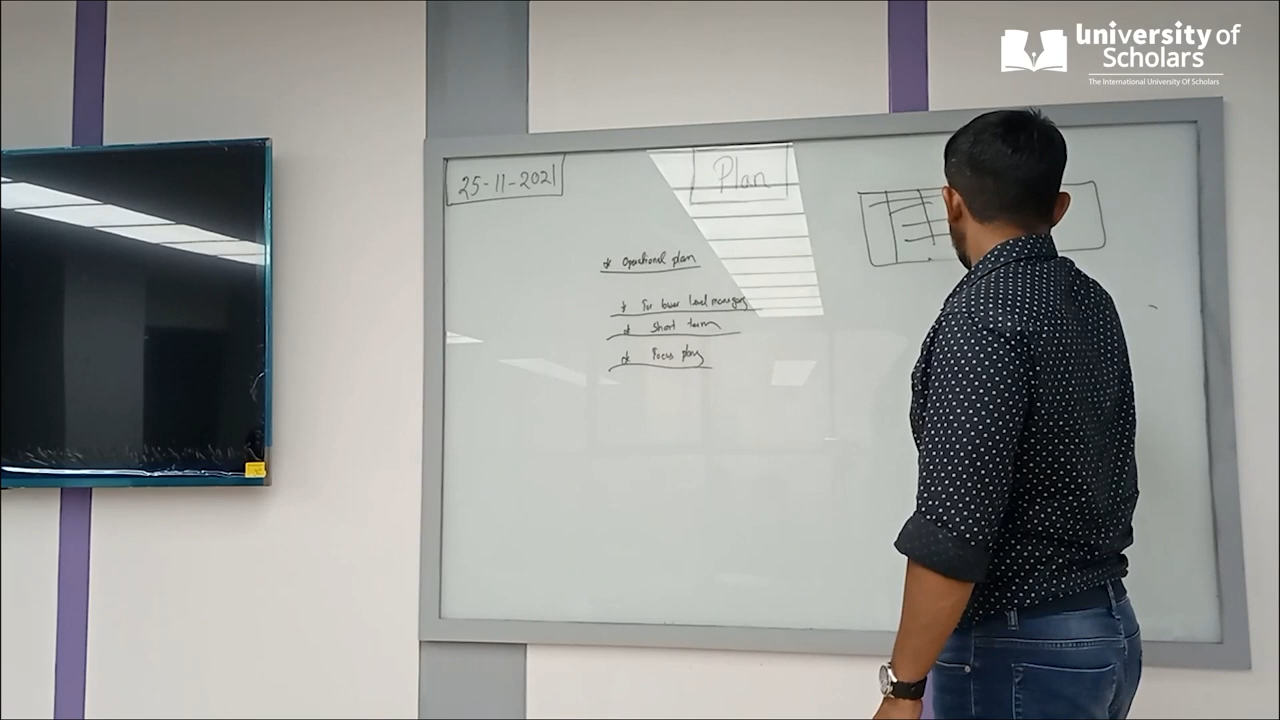 University of
Scholars
The International University Of Scholars
25-11-2021
Plan
* Operational plan
* For lower level managers
* Short term
* Focus plan